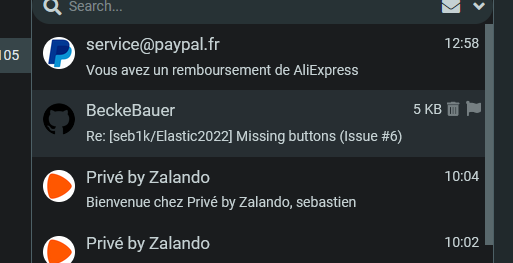 Search...
105
service@paypal.fr 12:58
Vous avez un remboursement de AliExpress
BeckeBauer 5 KB
Re: [seb1k/Elastic2022] Missing buttons (Issue #6)
Privé by Zalando 10:04
Bienvenue chez Privé by Zalando, sebastien
Privé by Zalando 10:02